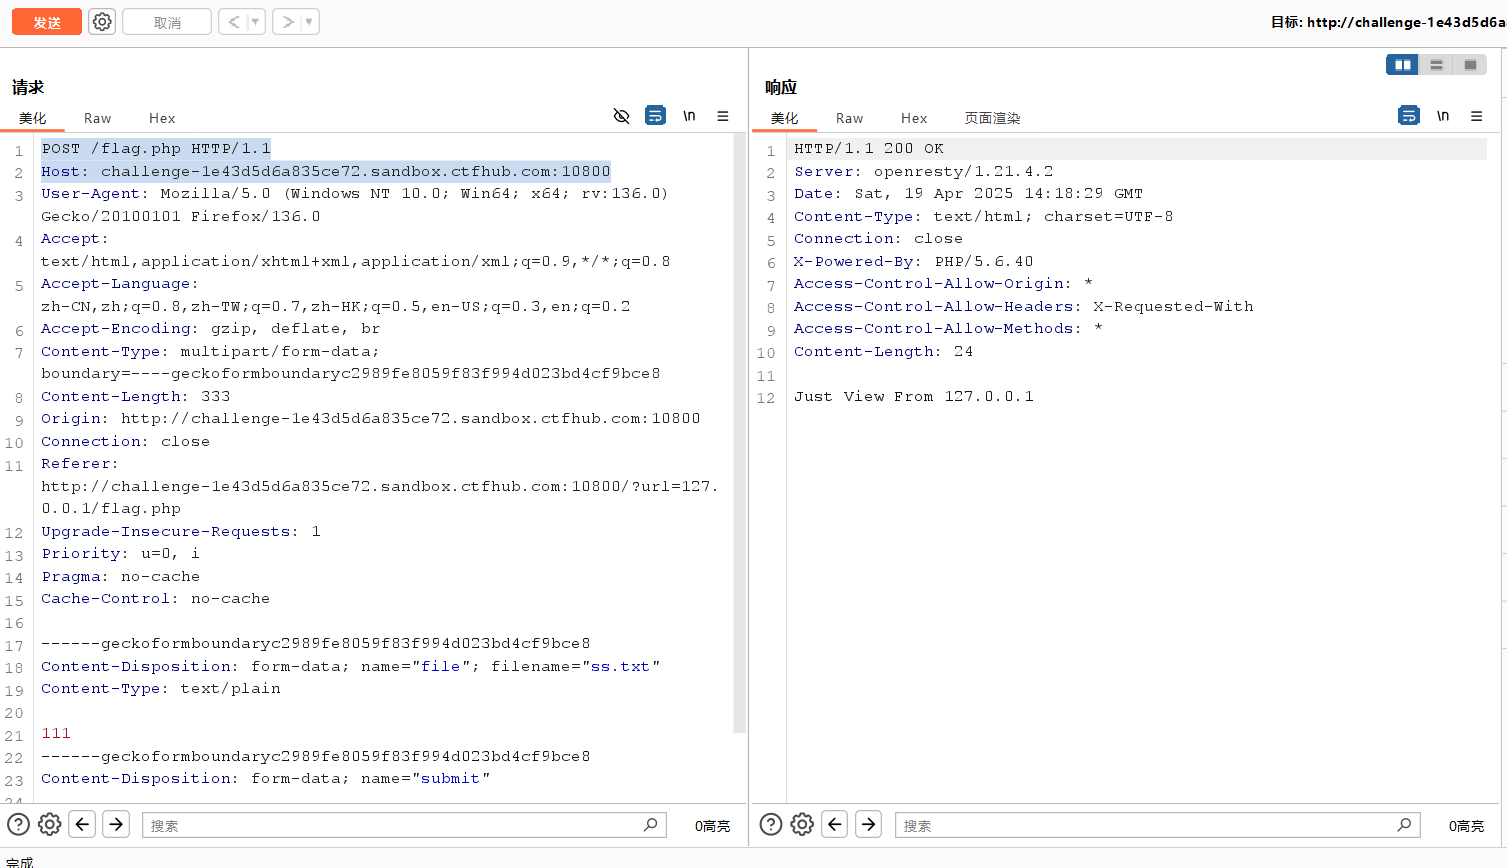 发送
取消
目标: http://challenge-1e43d5d6a
请求
美化 Raw Hex
\n
1 POST /flag.php HTTP/1.1
2 Host: challenge-1e43d5d6a835ce72.sandbox.ctfhub.com:10800
3 User-Agent: Mozilla/5.0 (Windows NT 10.0; Win64; x64; rv:136.0)
Gecko/20100101 Firefox/136.0
4 Accept:
text/html,application/xhtml+xml,application/xml;q=0.9,*/*;q=0.8
5 Accept-Language:
zh-CN,zh;q=0.8,zh-TW;q=0.7,zh-HK;q=0.5,en-US;q=0.3,en;q=0.2
6 Accept-Encoding: gzip, deflate, br
7 Content-Type: multipart/form-data;
boundary=----geckoformboundaryc2989fe8059f83f994d023bd4cf9bce8
8 Content-Length: 333
9 Origin: http://challenge-1e43d5d6a835ce72.sandbox.ctfhub.com:10800
10 Connection: close
11 Referer:
http://challenge-1e43d5d6a835ce72.sandbox.ctfhub.com:10800/?url=127.
0.0.1/flag.php
12 Upgrade-Insecure-Requests: 1
13 Priority: u=0, i
14 Pragma: no-cache
15 Cache-Control: no-cache
16
17 ------geckoformboundaryc2989fe8059f83f994d023bd4cf9bce8
18 Content-Disposition: form-data; name="file"; filename="ss.txt"
19 Content-Type: text/plain
20
21 111
22 ------geckoformboundaryc2989fe8059f83f994d023bd4cf9bce8
23 Content-Disposition: form-data; name="submit"
24
搜索
0高亮
响应
美化 Raw Hex 页面渲染
\n
1 HTTP/1.1 200 OK
2 Server: openresty/1.21.4.2
3 Date: Sat, 19 Apr 2025 14:18:29 GMT
4 Content-Type: text/html; charset=UTF-8
5 Connection: close
6 X-Powered-By: PHP/5.6.40
7 Access-Control-Allow-Origin: *
8 Access-Control-Allow-Headers: X-Requested-With
9 Access-Control-Allow-Methods: *
10 Content-Length: 24
11
12 Just View From 127.0.0.1
搜索
0高亮
完成